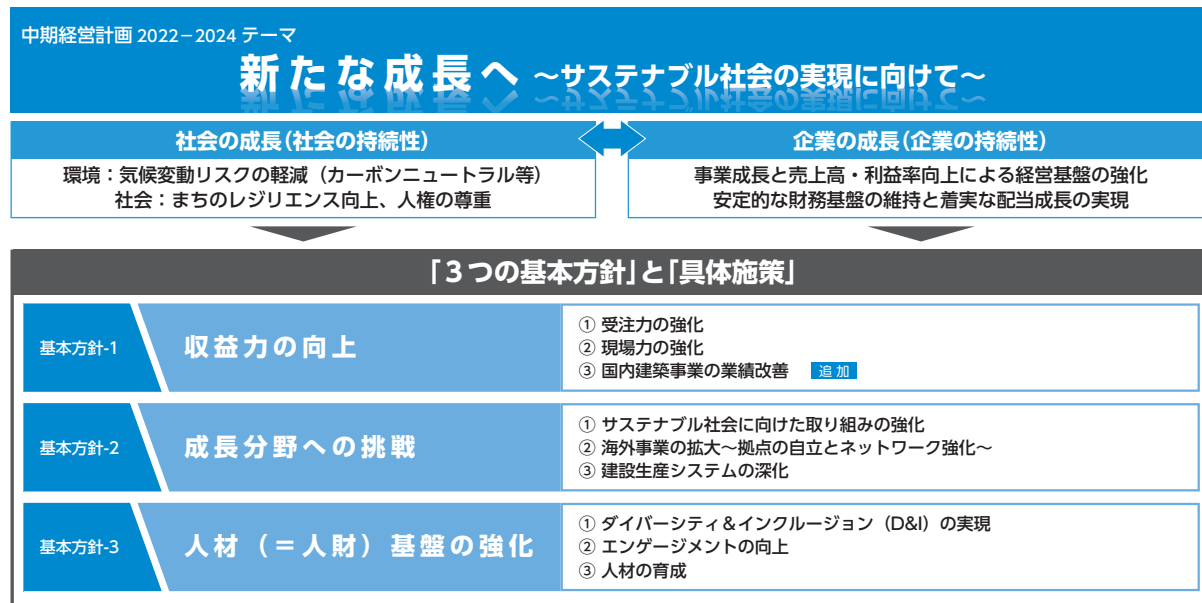 中期経営計画 2022－2024 テーマ
新たな成長へ ～サステナブル社会の実現に向けて～
社会の成長(社会の持続性)
環境：気候変動リスクの軽減（カーボンニュートラル等）
社会：まちのレジリエンス向上、人権の尊重
企業の成長(企業の持続性)
事業成長と売上高・利益率向上による経営基盤の強化
安定的な財務基盤の維持と着実な配当成長の実現
「３つの基本方針」と「具体施策」
基本方針-1
収益力の向上
① 受注力の強化
② 現場力の強化
③ 国内建築事業の業績改善 追加
基本方針-2
成長分野への挑戦
① サステナブル社会に向けた取り組みの強化
② 海外事業の拡大～拠点の自立とネットワーク強化～
③ 建設生産システムの深化
基本方針-3
人材（＝人財）基盤の強化
① ダイバーシティ＆インクルージョン（D&I）の実現
② エンゲージメントの向上
③ 人材の育成